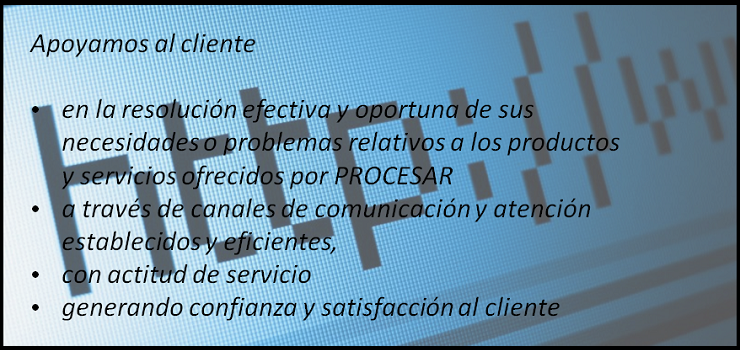 Apoyamos al cliente
• en la resolución efectiva y oportuna de sus
necesidades o problemas relativos a los productos
y servicios ofrecidos por PROCESAR
• a través de canales de comunicación y atención
establecidos y eficientes,
• con actitud de servicio
• generando confianza y satisfacción al cliente
http://w